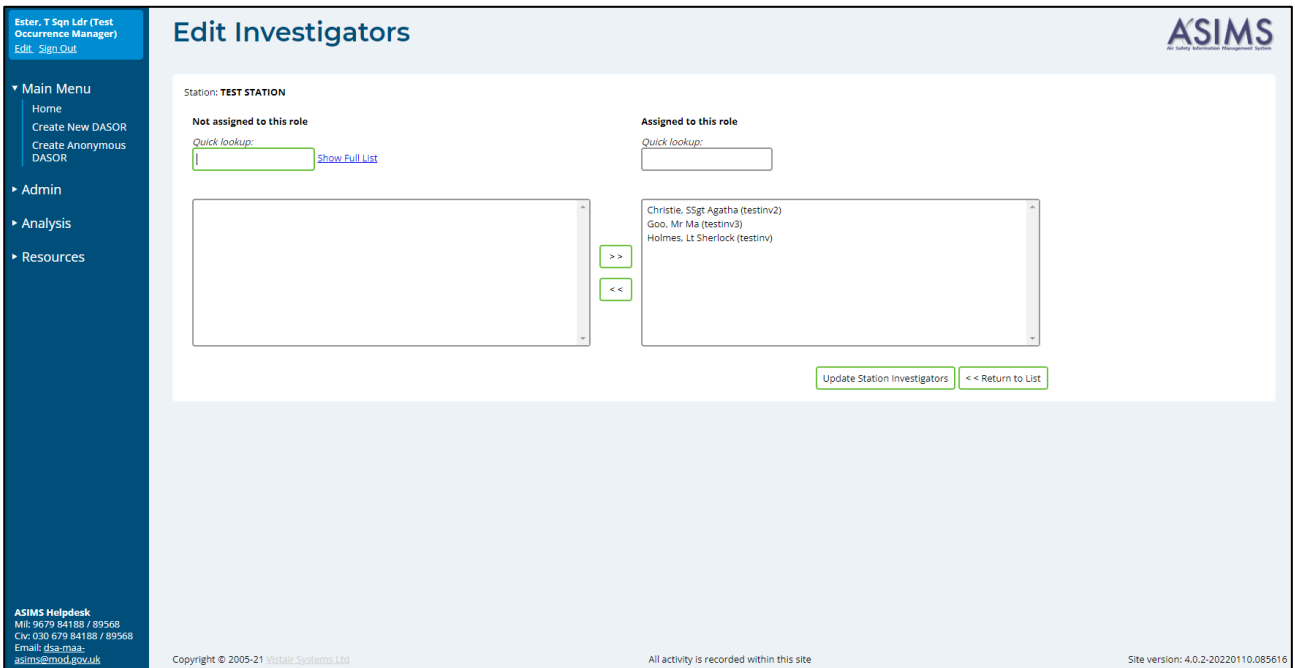 Ester, T Sqn Ldr (Test
Occurrence Manager)
Edit Sign Out
Edit Investigators
ASIMS
Air Safety Information Management System
Main Menu
Home
Create New DASOR
Create Anonymous
DASOR
Admin
Analysis
Resources
Station: TEST STATION
Not assigned to this role
Quick lookup:
Show Full List
>>
<<
Assigned to this role
Quick lookup:
Christie, SSgt Agatha (testinv2)
Goo, Mr Ma (testinv3)
Holmes, Lt Sherlock (testinv)
Update Station Investigators
<< Return to List
ASIMS Helpdesk
Mil: 9679 84188 / 89568
Civ: 030 679 84188 / 89568
Email: dsa-maa-
asims@mod.gov.uk
Copyright © 2005-21 Vistair Systems Ltd
All activity is recorded within this site
Site version: 4.0.2-20220110.085616